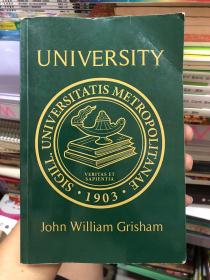 UNIVERSITY
SIGILL' UNIVERSITATIS METROPOLITANAE
VERITAS ET
SAPIENTIA
· 1903 ·
John William Grisham